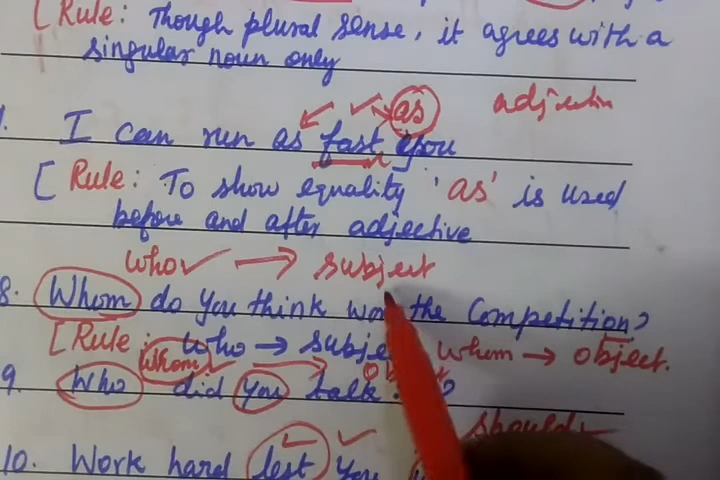 [Rule: Though plural sense, it agrees with a
singular noun only
as adjective
I can run as fast you
[Rule: To show equality 'as' is used
before and after adjective
who → subject
8. Whom do you think won the Competition?
[Rule: who → subject whom → object.
whom object
9. Who did you talk ?
should
10. Work hard lest you